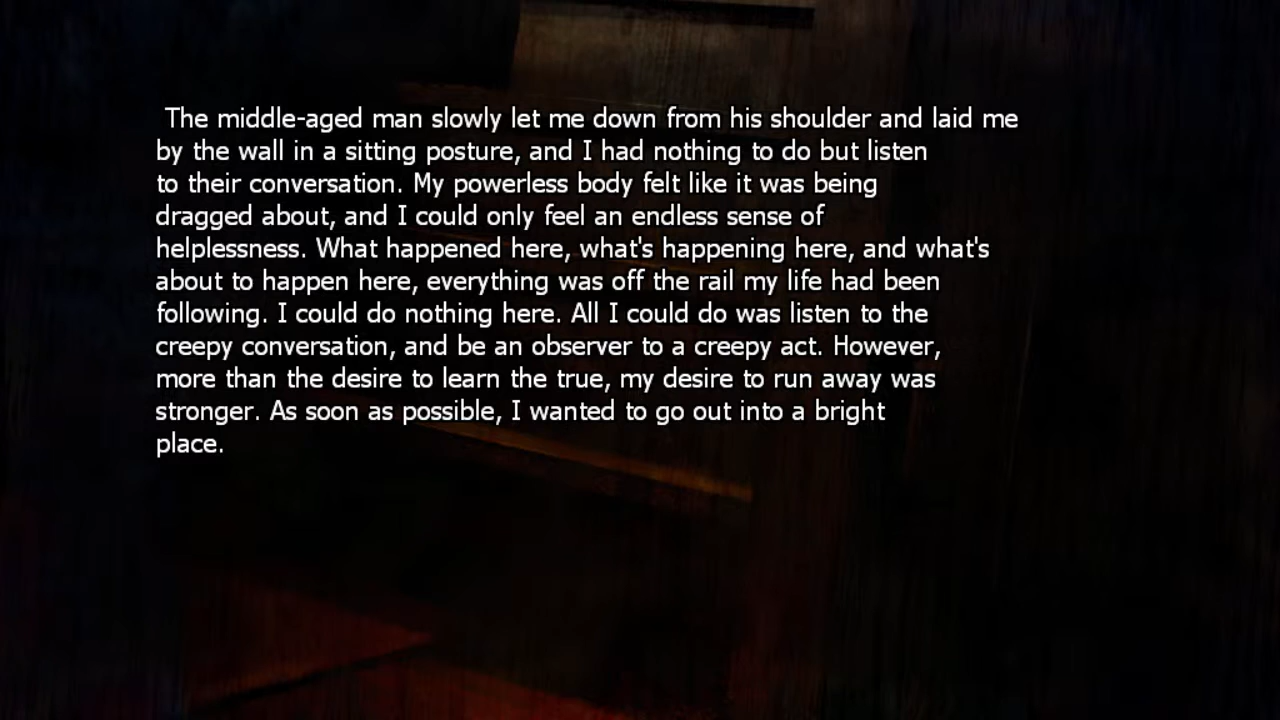 The middle-aged man slowly let me down from his shoulder and laid me
by the wall in a sitting posture, and I had nothing to do but listen
to their conversation. My powerless body felt like it was being
dragged about, and I could only feel an endless sense of
helplessness. What happened here, what's happening here, and what's
about to happen here, everything was off the rail my life had been
following. I could do nothing here. All I could do was listen to the
creepy conversation, and be an observer to a creepy act. However,
more than the desire to learn the true, my desire to run away was
stronger. As soon as possible, I wanted to go out into a bright
place.